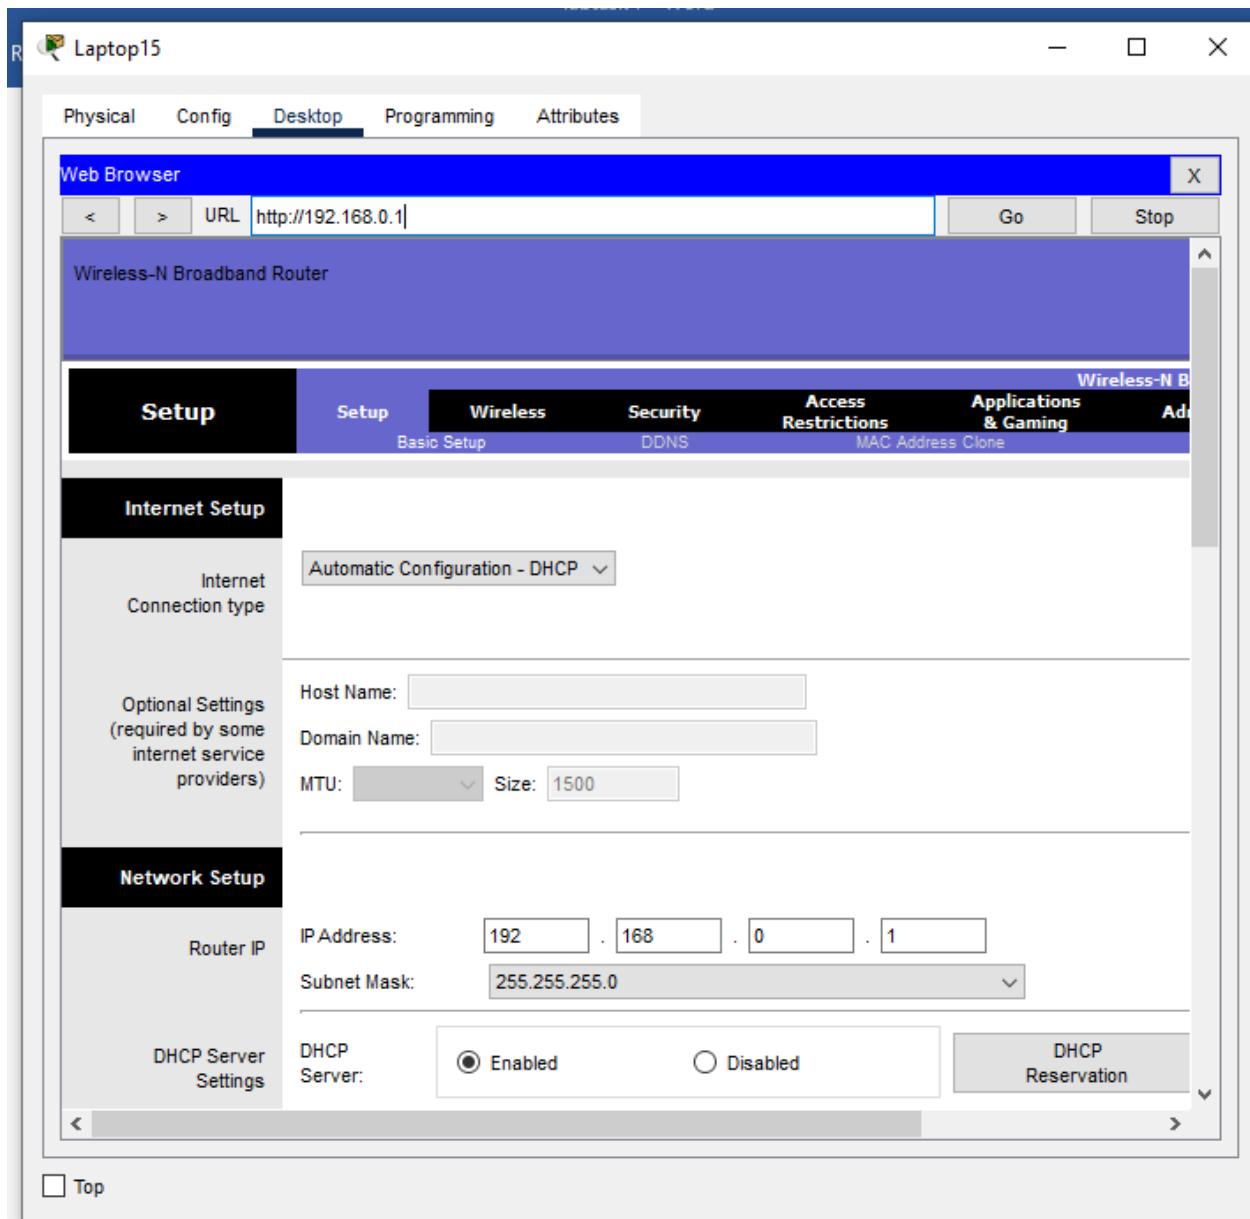 R
Laptop15
Physical Config Desktop Programming Attributes
Web Browser X
< > URL http://192.168.0.1 Go Stop
Wireless-N Broadband Router
Wireless-N B
Setup Setup Wireless Security Access Restrictions Applications & Gaming Adı
Basic Setup DDNS MAC Address Clone
Internet Setup
Internet
Connection type
Automatic Configuration - DHCP
Optional Settings
(required by some
internet service
providers)
Host Name:
Domain Name:
MTU: Size: 1500
Network Setup
Router IP
IP Address: 192 . 168 . 0 . 1
Subnet Mask: 255.255.255.0
DHCP Server
Settings
DHCP
Server:
Enabled Disabled
DHCP
Reservation
Top